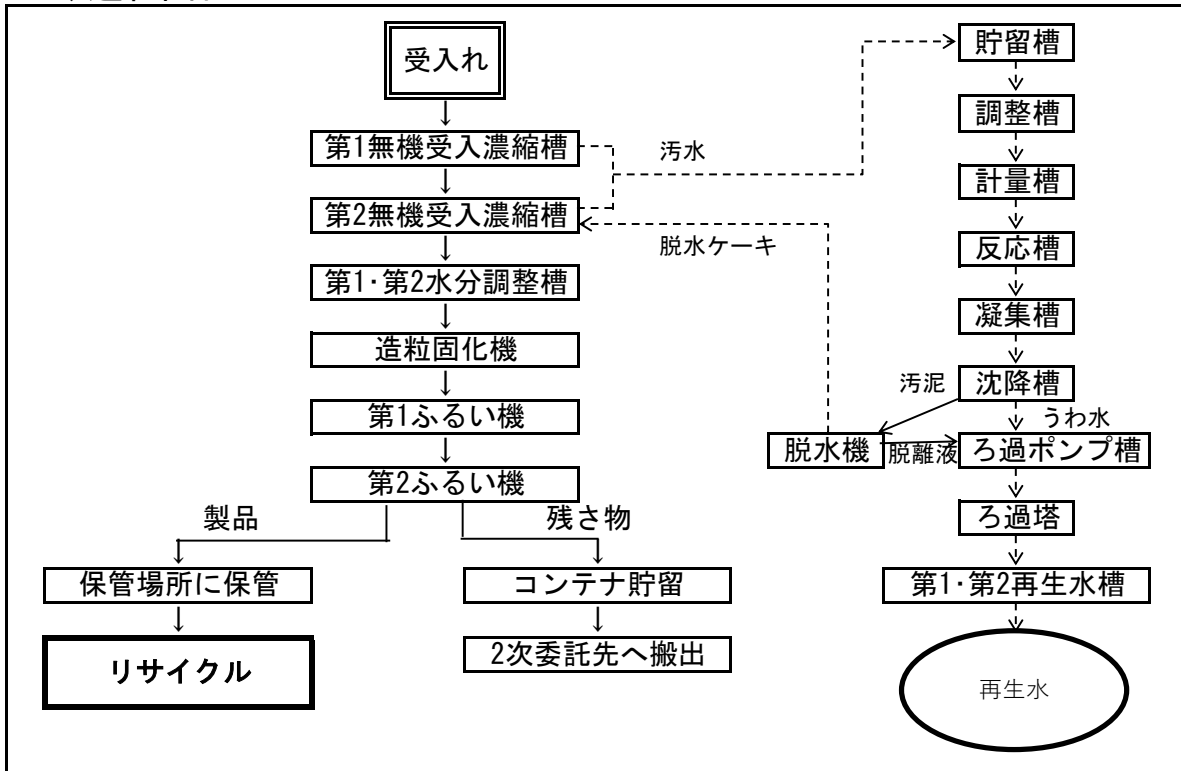 受入れ
第1無機受入濃縮槽
第2無機受入濃縮槽
第1・第2水分調整槽
造粒固化機
第1ふるい機
第2ふるい機
製品
残さ物
保管場所に保管
コンテナ貯留
リサイクル
2次委託先へ搬出
汚水
脱水ケーキ
貯留槽
調整槽
計量槽
反応槽
凝集槽
汚泥
沈降槽
うわ水
脱水機
脱離液
ろ過ポンプ槽
ろ過塔
第1・第2再生水槽
再生水